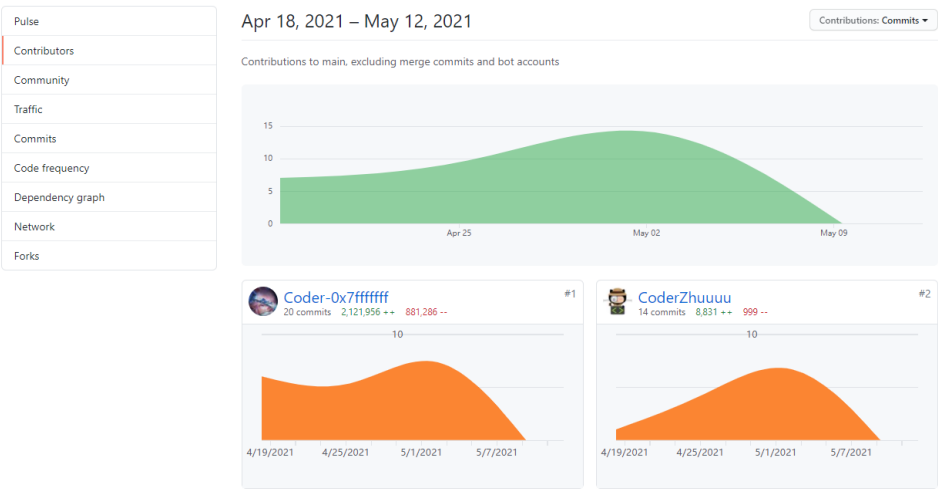 Pulse
Contributors
Community
Traffic
Commits
Code frequency
Dependency graph
Network
Forks
Apr 18, 2021 – May 12, 2021
Contributions: Commits
Contributions to main, excluding merge commits and bot accounts
15
10
5
0
Apr 25
May 02
May 09
Coder-0x7fffffff
#1
20 commits 2,121,956 ++ 881,286 --
10
4/19/2021
4/25/2021
5/1/2021
5/7/2021
CoderZhuuuu
#2
14 commits 8,831 ++ 999 --
10
4/19/2021
4/25/2021
5/1/2021
5/7/2021